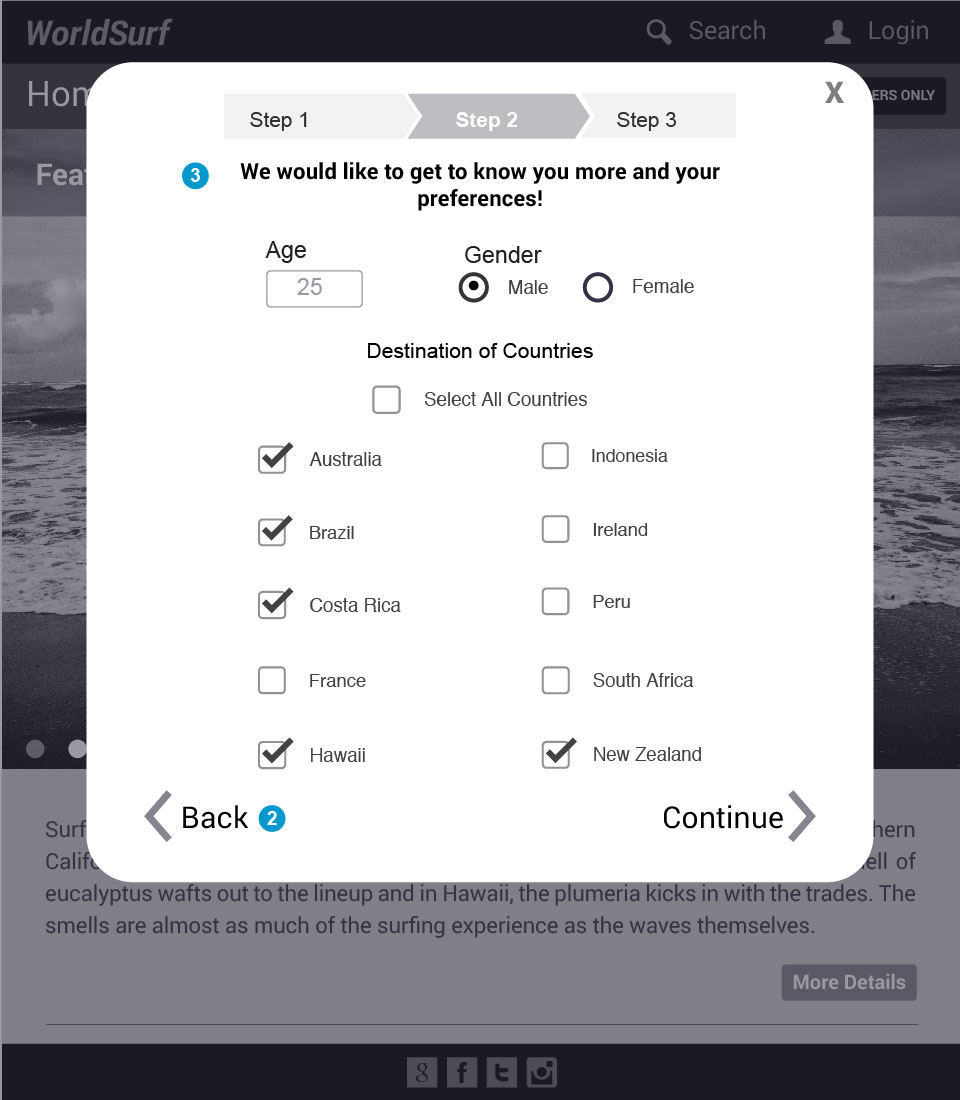 WorldSurf
Search
Login
Hom
ERS ONLY
X
Step 1
Step 2
Step 3
Fea
3
We would like to get to know you more and your
preferences!
Age
Gender
25
Male
Female
Destination of Countries
Select All Countries
Australia
Indonesia
Brazil
Ireland
Costa Rica
Peru
France
South Africa
Hawaii
New Zealand
Back
2
Continue
Surf
hern
Califo
ell of
eucalyptus wafts out to the lineup and in Hawaii, the plumeria kicks in with the trades. The
smells are almost as much of the surfing experience as the waves themselves.
More Details